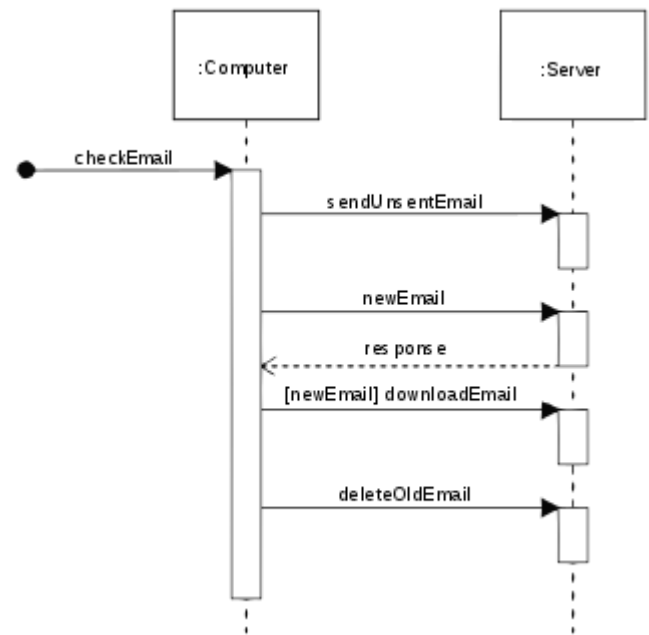 :Computer
:Server
checkEmail
sendUnsentEmail
newEmail
response
[newEmail] downloadEmail
deleteOldEmail